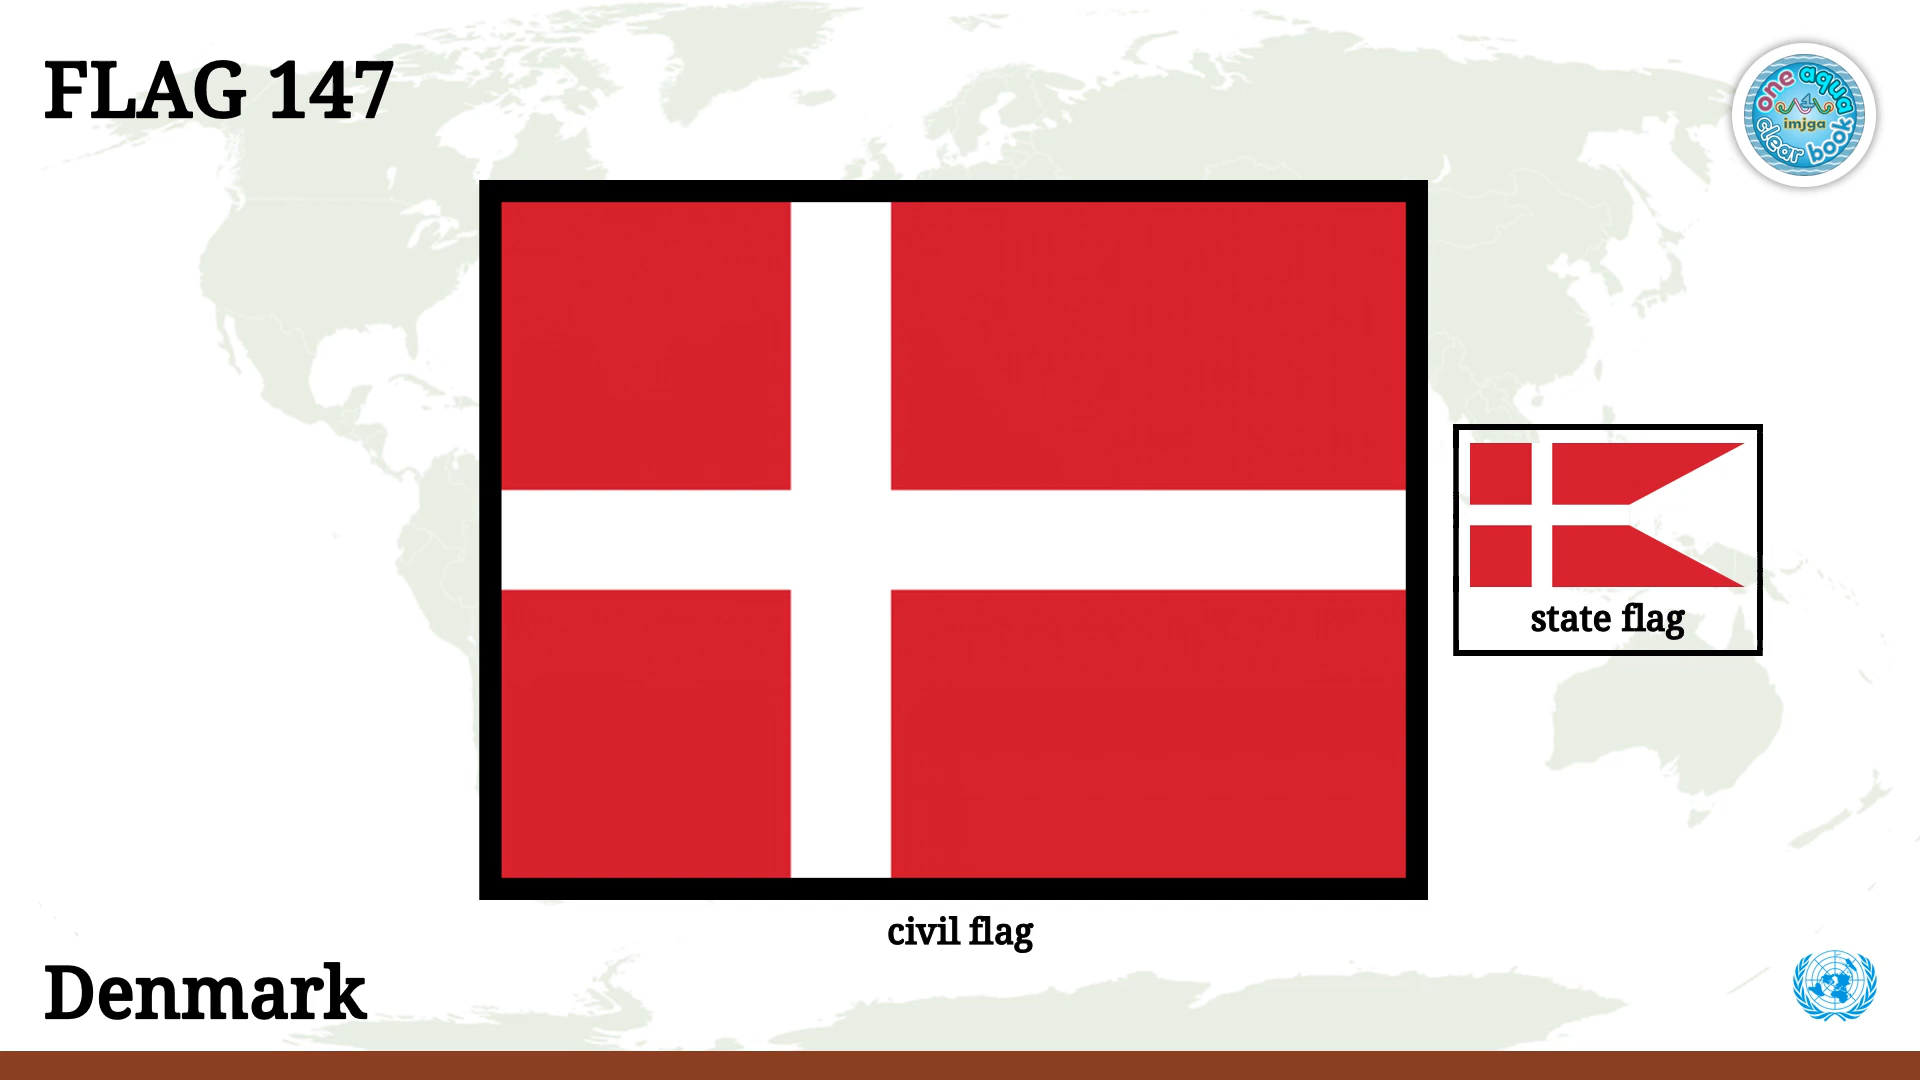 FLAG 147
one aqua
imjga
clear book
state flag
civil flag
Denmark